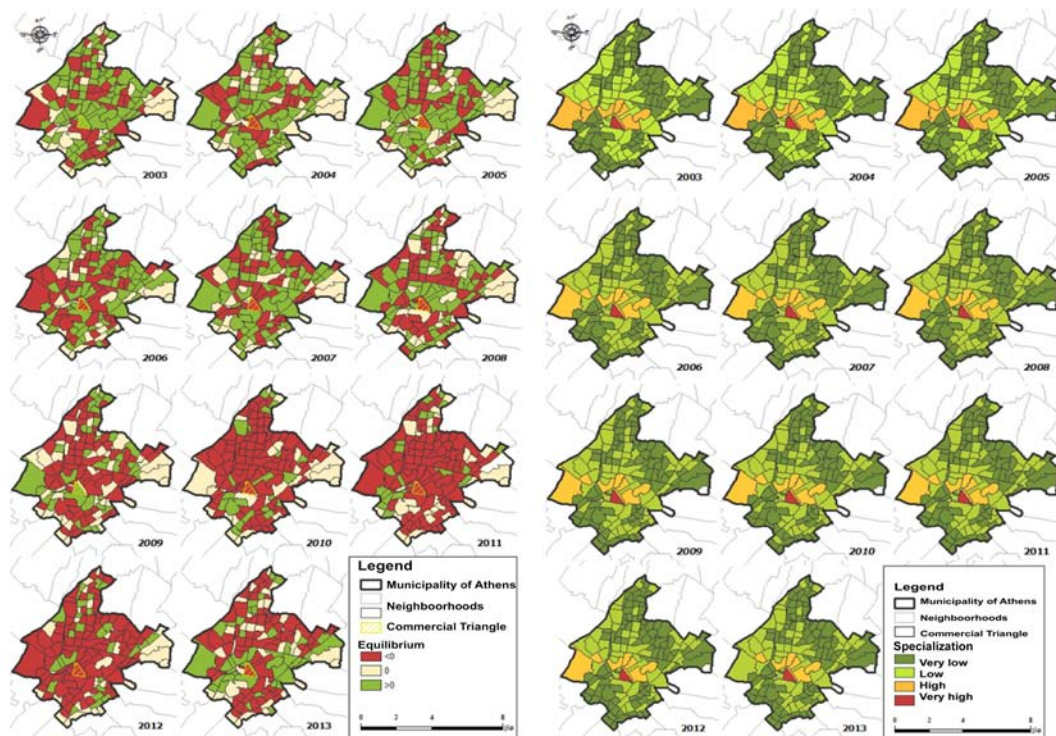 2003
2004
2005
2006
2007
2008
2009
2010
2011
2012
2013
Legend
Municipality of Athens
Neighboorhoods
Commercial Triangle
Equilibrium
<0
0
>0
0 2 4 8
2003
2004
2005
2006
2007
2008
2009
2010
2011
2012
2013
Legend
Municipality of Athens
Neighboorhoods
Commercial Triangle
Specialization
Very low
Low
High
Very high
0 2 4 8